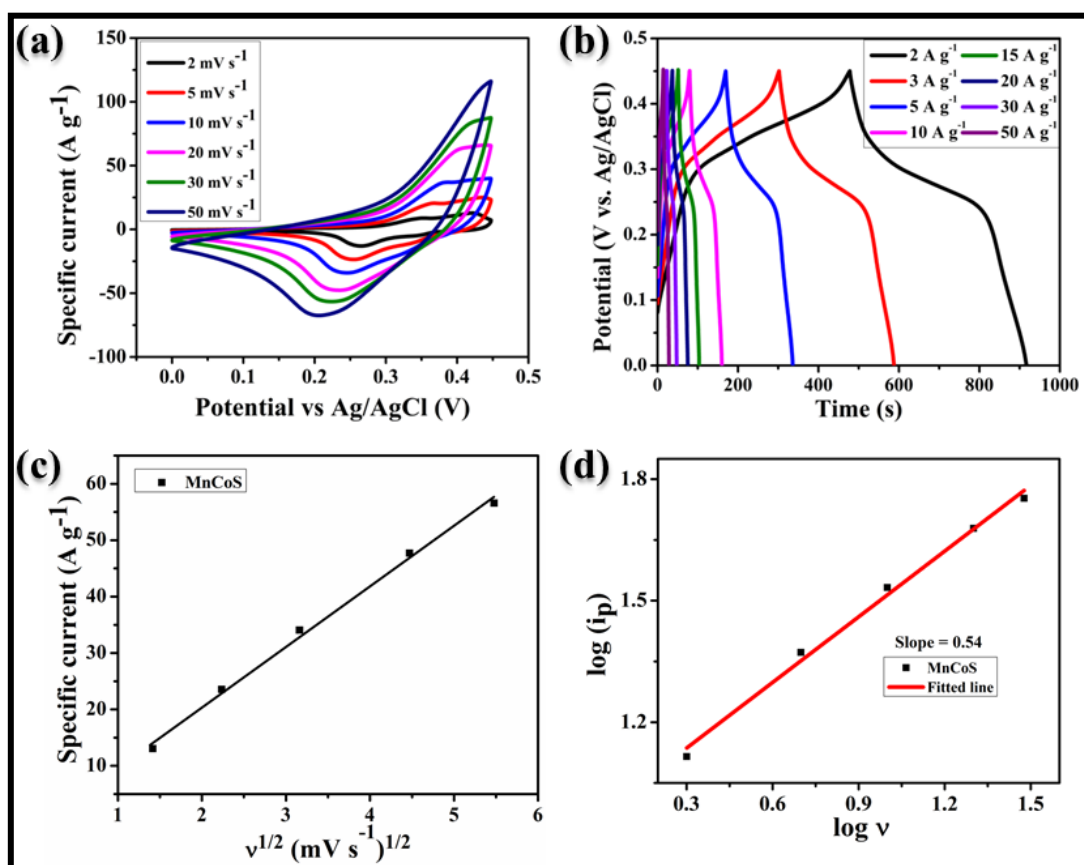 (a)
2 mV s⁻¹
5 mV s⁻¹
10 mV s⁻¹
20 mV s⁻¹
30 mV s⁻¹
50 mV s⁻¹
150
100
50
0
-50
-100
Specific current (A g⁻¹)
0.0 0.1 0.2 0.3 0.4 0.5
Potential vs Ag/AgCl (V)
(b)
2 A g⁻¹ 15 A g⁻¹
3 A g⁻¹ 20 A g⁻¹
5 A g⁻¹ 30 A g⁻¹
10 A g⁻¹ 50 A g⁻¹
0.5
0.4
0.3
0.2
0.1
0.0
Potential (V vs. Ag/AgCl)
0 200 400 600 800 1000
Time (s)
(c)
MnCoS
60
50
40
30
20
10
Specific current (A g⁻¹)
1 2 3 4 5 6
ν¹/² (mV s⁻¹)¹/²
(d)
1.8
1.5
1.2
log (iₚ)
Slope = 0.54
MnCoS
Fitted line
0.3 0.6 0.9 1.2 1.5
log ν